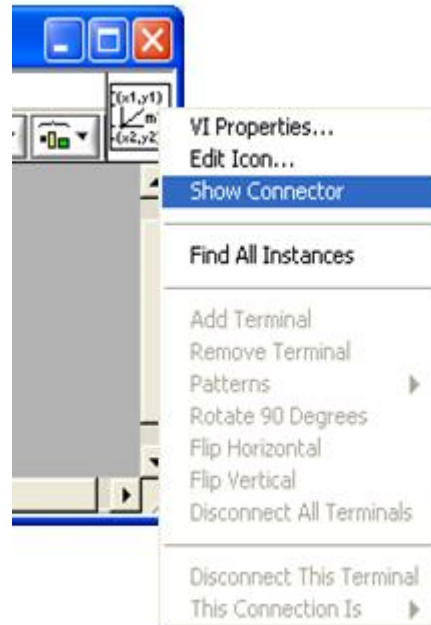 (x1,y1)
m
(x2,y2
VI Properties...
Edit Icon...
Show Connector
Find All Instances
Add Terminal
Remove Terminal
Patterns
Rotate 90 Degrees
Flip Horizontal
Flip Vertical
Disconnect All Terminals
Disconnect This Terminal
This Connection Is